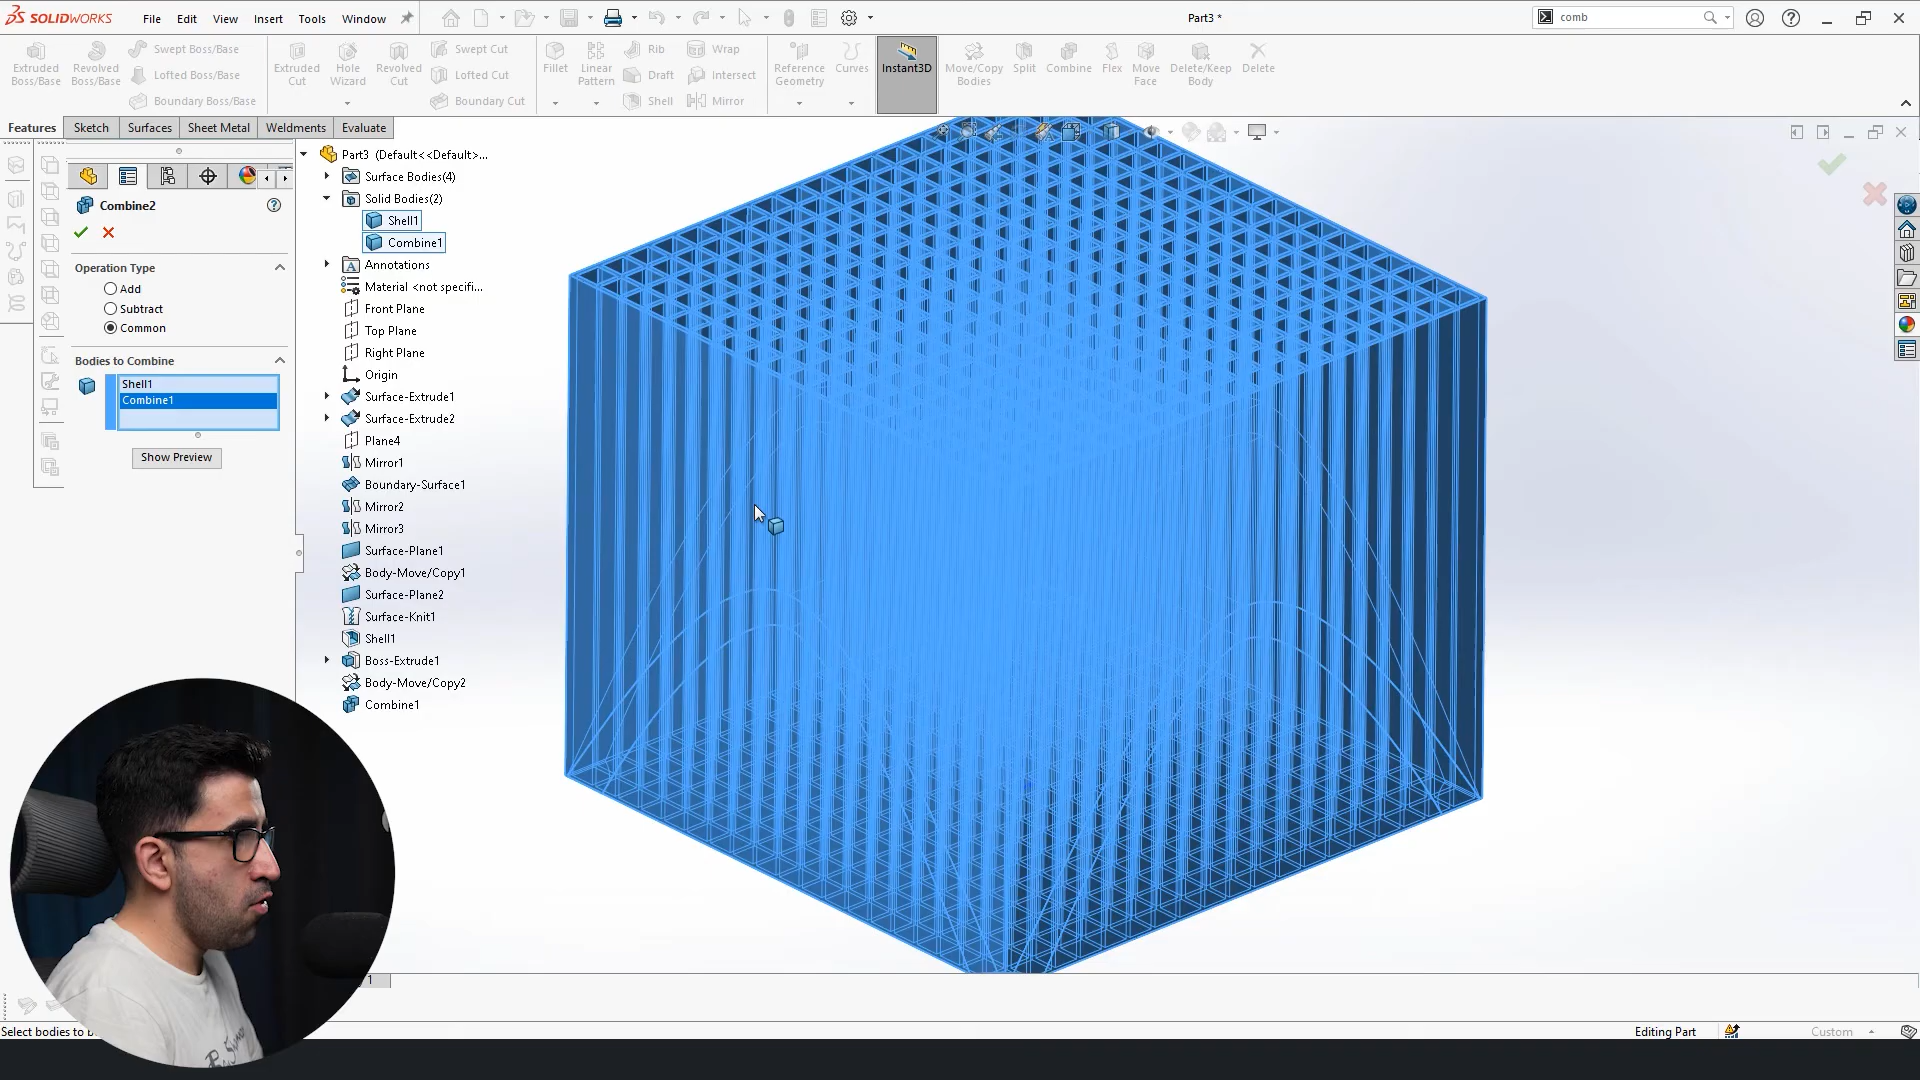 SOLIDWORKS File Edit View Insert Tools Window Part3 * comb
Extruded Boss/Base
Revolved Boss/Base
Swept Boss/Base
Lofted Boss/Base
Boundary Boss/Base
Extruded Cut
Hole Wizard
Revolved Cut
Swept Cut
Lofted Cut
Boundary Cut
Fillet
Linear Pattern
Rib
Draft
Shell
Wrap
Intersect
Mirror
Reference Geometry
Curves
Instant3D
Move/Copy Bodies
Split
Combine
Flex
Move Face
Delete/Keep Body
Delete
Features Sketch Surfaces Sheet Metal Weldments Evaluate
Combine2
Operation Type
Add
Subtract
Common
Bodies to Combine
Shell1
Combine1
Show Preview
Part3 (Default<<Default>...
Surface Bodies(4)
Solid Bodies(2)
Shell1
Combine1
Annotations
Material <not specifi...
Front Plane
Top Plane
Right Plane
Origin
Surface-Extrude1
Surface-Extrude2
Plane4
Mirror1
Boundary-Surface1
Mirror2
Mirror3
Surface-Plane1
Body-Move/Copy1
Surface-Plane2
Surface-Knit1
Shell1
Boss-Extrude1
Body-Move/Copy2
Combine1
1
Select bodies to b
Editing Part Custom